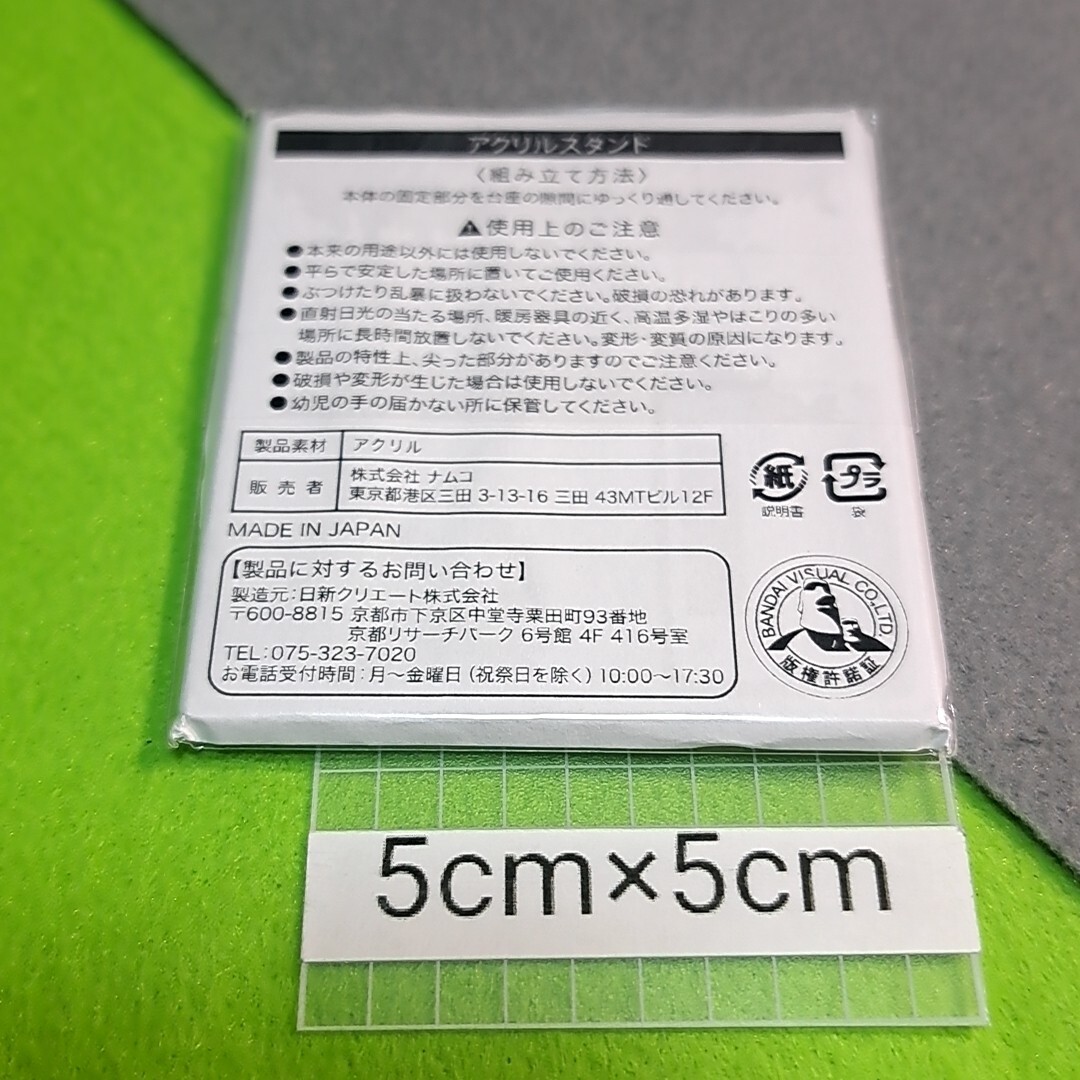 アクリルスタンド
〈組み立て方法〉
本体の固定部分を台座の隙間にゆっくり通してください。
⚠使用上のご注意
●本来の用途以外には使用しないでください。
●平らで安定した場所に置いてご使用ください。
●ぶつけたり乱暴に扱わないでください。破損の恐れがあります。
●直射日光の当たる場所、暖房器具の近く、高温多湿やほこりの多い
場所に長時間放置しないでください。変形・変質の原因になります。
●製品の特性上、尖った部分がありますのでご注意ください。
●破損や変形が生じた場合は使用しないでください。
●幼児の手の届かない所に保管してください。
製品素材 アクリル
販売者 株式会社 ナムコ
東京都港区三田 3-13-16 三田 43MTビル12F
紙 プラ
説明書 袋
MADE IN JAPAN
【製品に対するお問い合わせ】
製造元：日新クリエート株式会社
〒600-8815 京都市下京区中堂寺粟田町93番地
京都リサーチパーク 6号館 4F 416号室
TEL：075-323-7020
お電話受付時間：月～金曜日（祝祭日を除く）10:00～17:30
BANDAI VISUAL CO.,LTD.
版権許諾証
5cm×5cm